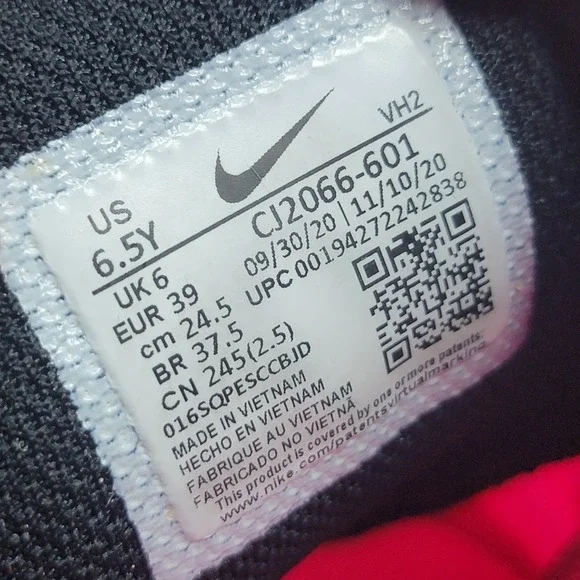 VH2
US
6.5Y
CJ2066-601
UK 6
09/30/20 | 11/10/20
EUR 39
UPC 00194272242838
cm 24.5
BR 37.5
CN 245(2.5)
016SQPESCCBJD
MADE IN VIETNAM
HECHO EN VIETNAM
FABRIQUE AU VIETNAM
FABRICADO NO VIETNÃ
This product is covered by one or more patents:
www.nike.com/patentsvirtualmarking